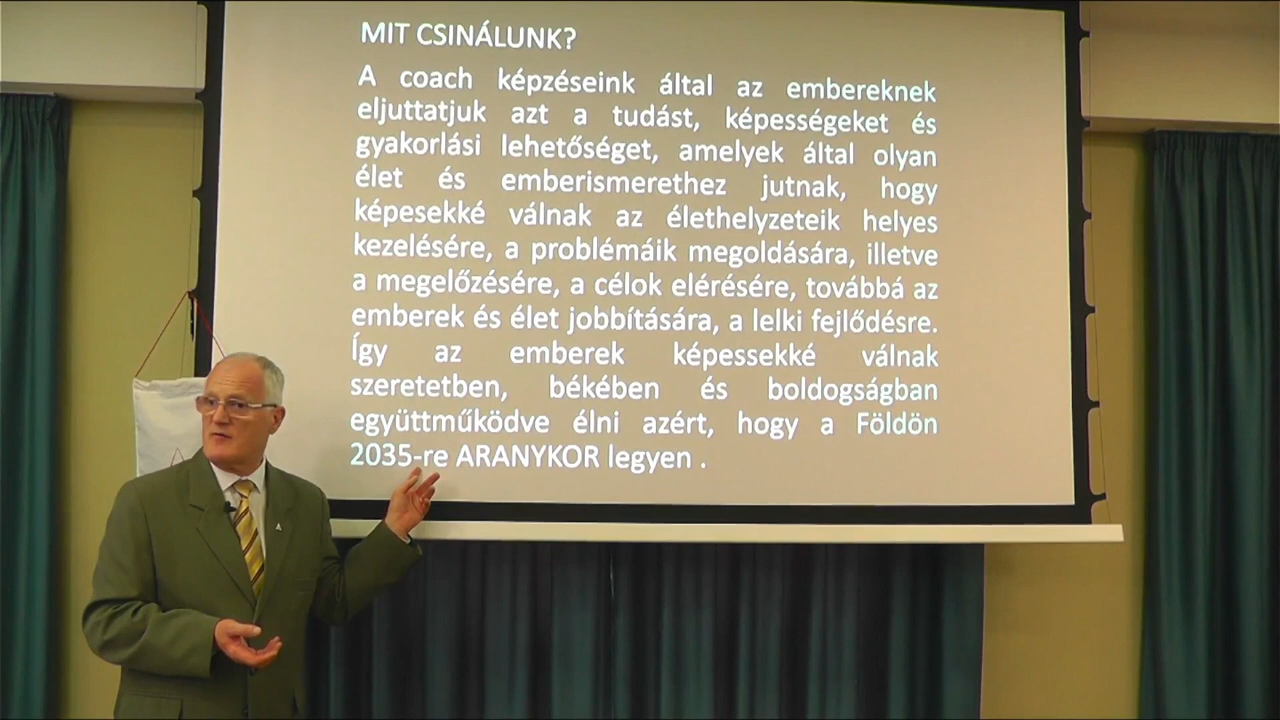 MIT CSINÁLUNK?
A coach képzéseink által az embereknek
eljuttatjuk azt a tudást, képességeket és
gyakorlási lehetőséget, amelyek által olyan
élet és emberismerethez jutnak, hogy
képesekké válnak az élethelyzeteik helyes
kezelésére, a problémáik megoldására, illetve
a megelőzésére, a célok elérésére, továbbá az
emberek és élet jobbítására, a lelki fejlődésre.
Így az emberek képessekké válnak
szeretetben, békében és boldogságban
együttműködve élni azért, hogy a Földön
2035-re ARANYKOR legyen .